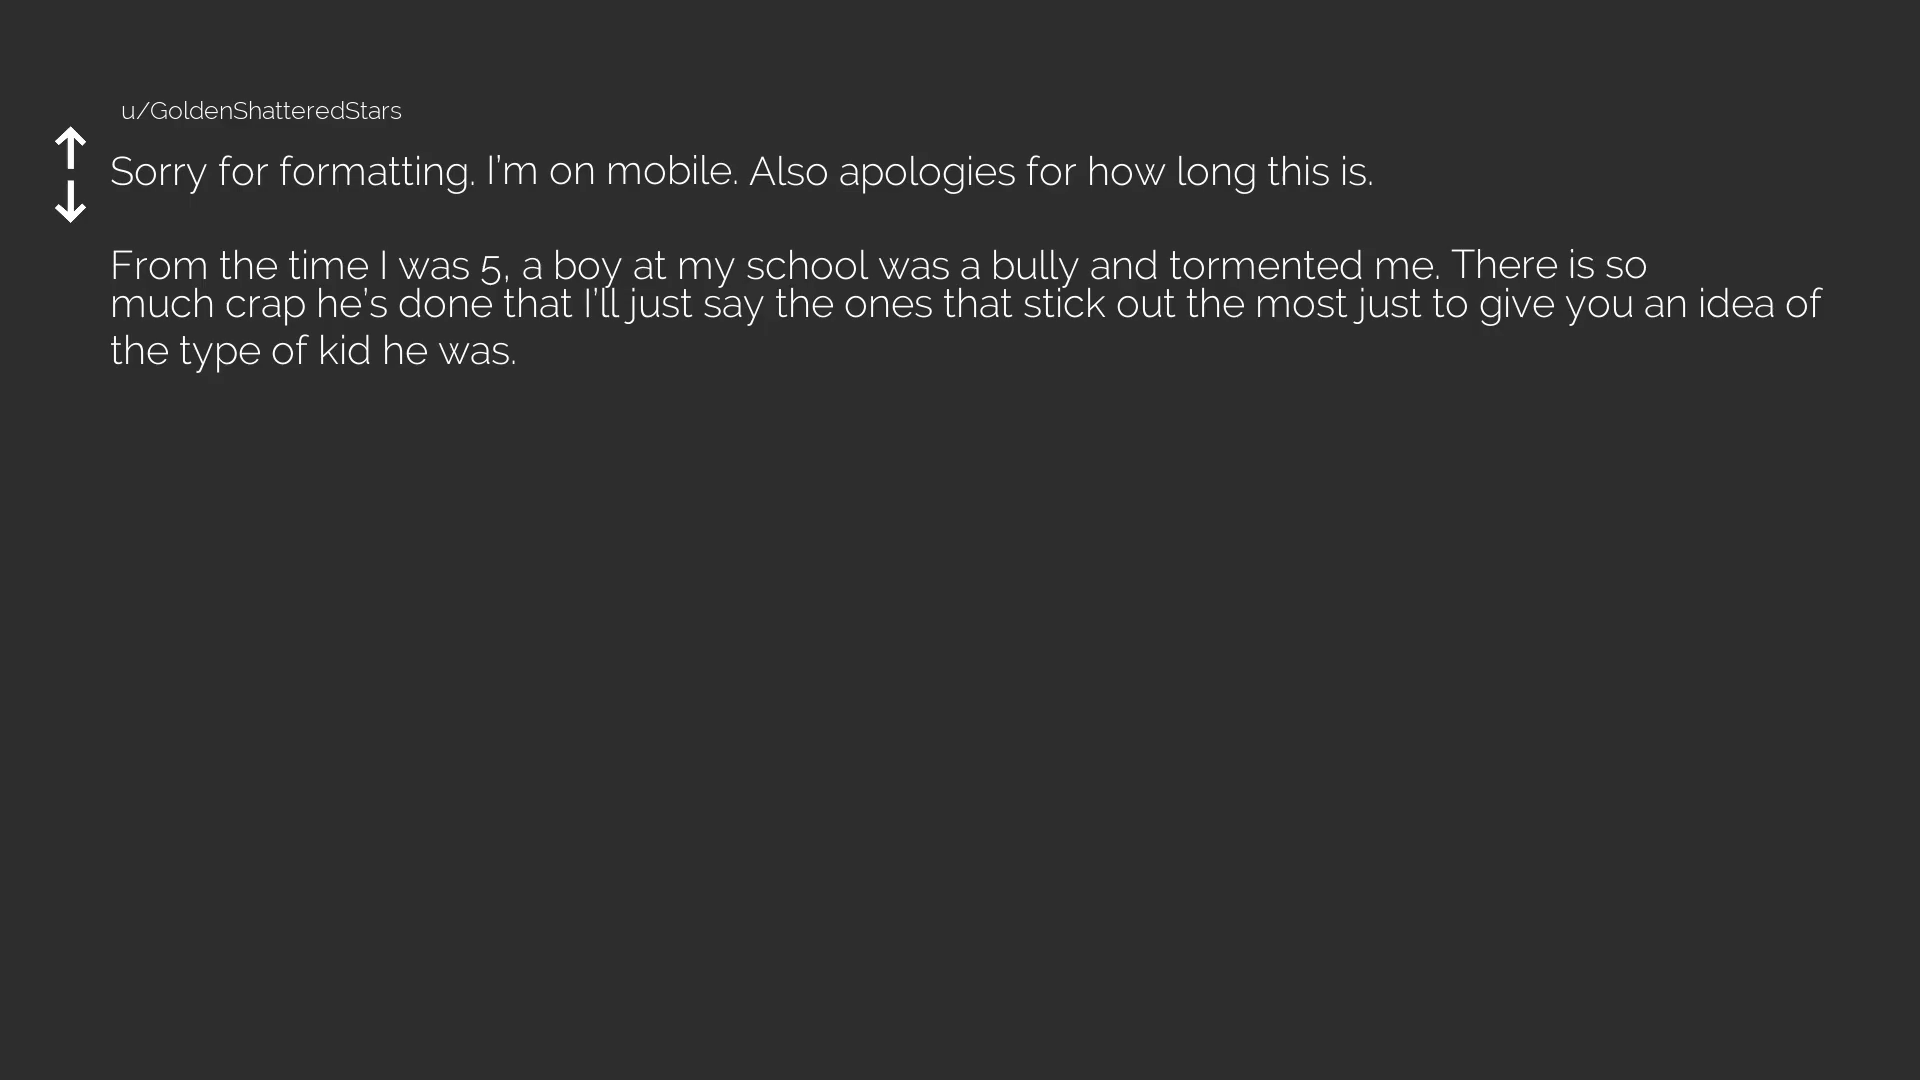 u/GoldenShatteredStars
Sorry for formatting. I'm on mobile. Also apologies for how long this is.
From the time I was 5, a boy at my school was a bully and tormented me. There is so
much crap he's done that I'll just say the ones that stick out the most just to give you an idea of
the type of kid he was.